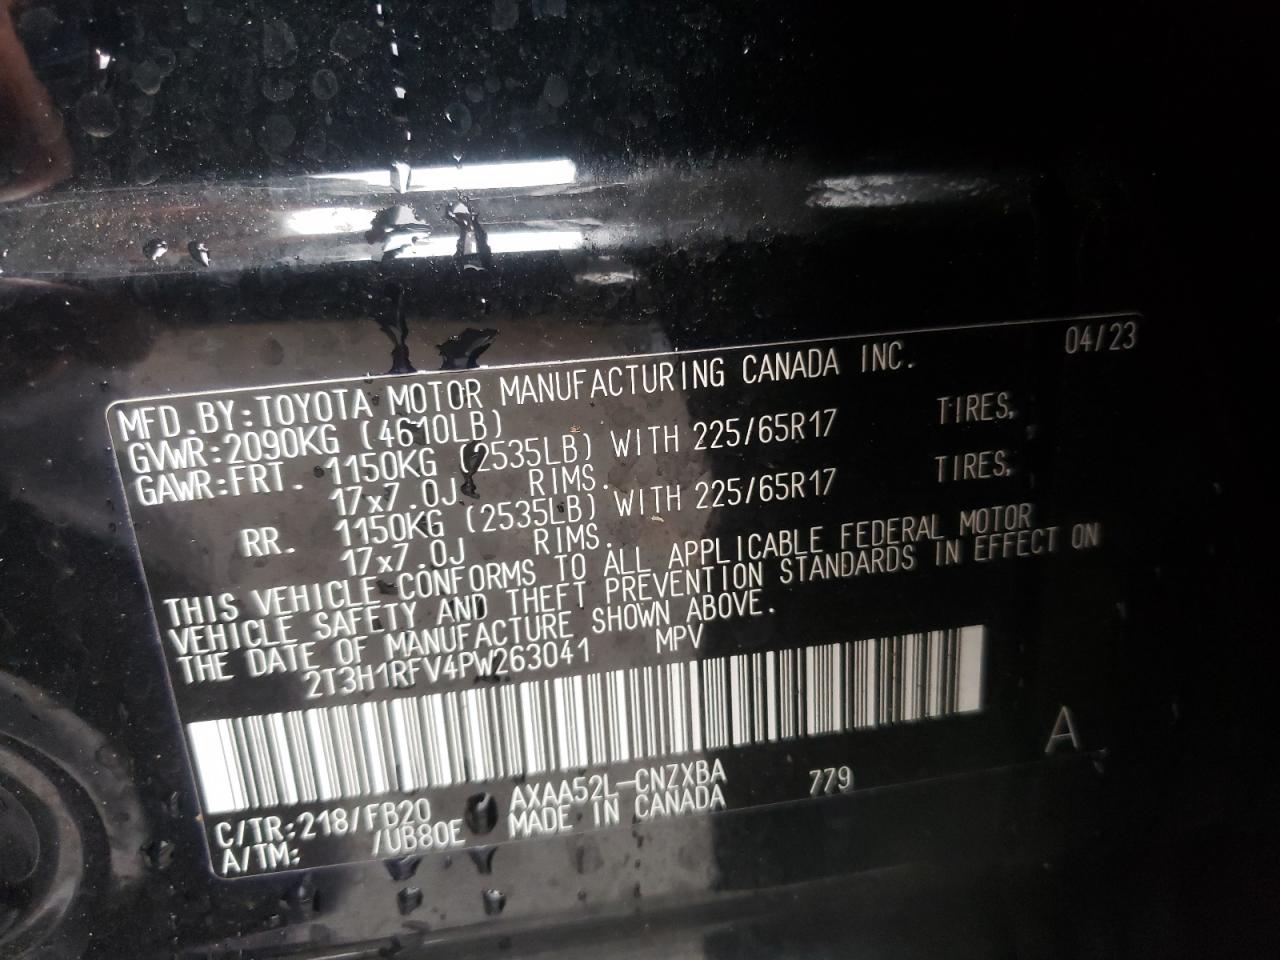 MFD.BY:TOYOTA MOTOR MANUFACTURING CANADA INC. 04/23
GVWR:2090KG (4610LB)
GAWR:FRT. 1150KG (2535LB) WITH 225/65R17 TIRES,
17x7.0J RIMS.
RR. 1150KG (2535LB) WITH 225/65R17 TIRES,
17x7.0J RIMS.
THIS VEHICLE CONFORMS TO ALL APPLICABLE FEDERAL MOTOR
VEHICLE SAFETY AND THEFT PREVENTION STANDARDS IN EFFECT ON
THE DATE OF MANUFACTURE SHOWN ABOVE.
2T3H1RFV4PW263041 MPV
A
C/TR:218/FB20 AXAA52L-CNZXBA 779
A/TM: /UB80E MADE IN CANADA